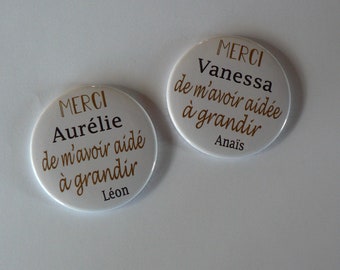 MERCI
Aurélie
de m'avoir aidé
à grandir
Léon
MERCI
Vanessa
de m'avoir aidée
à grandir
Anaïs